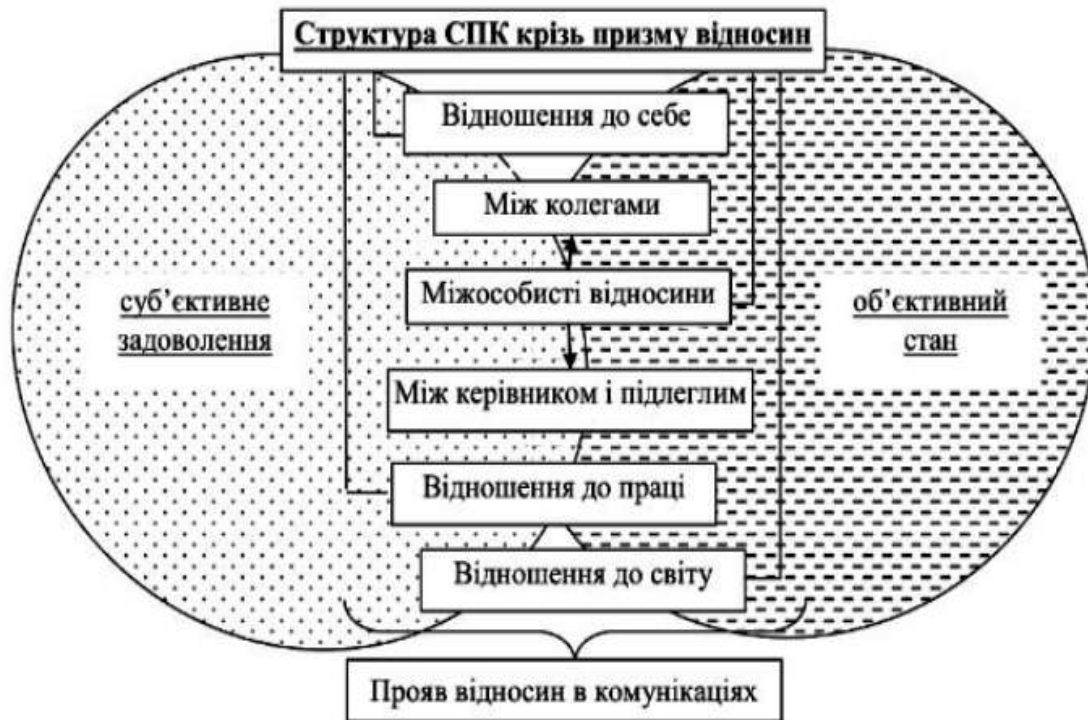 Структура СПК крізь призму відносин
Відношення до себе
Між колегами
Міжособисті відносини
суб’єктивне
задоволення
об’єктивний
стан
Між керівником і підлеглим
Відношення до праці
Відношення до світу
Прояв відносин в комунікаціях